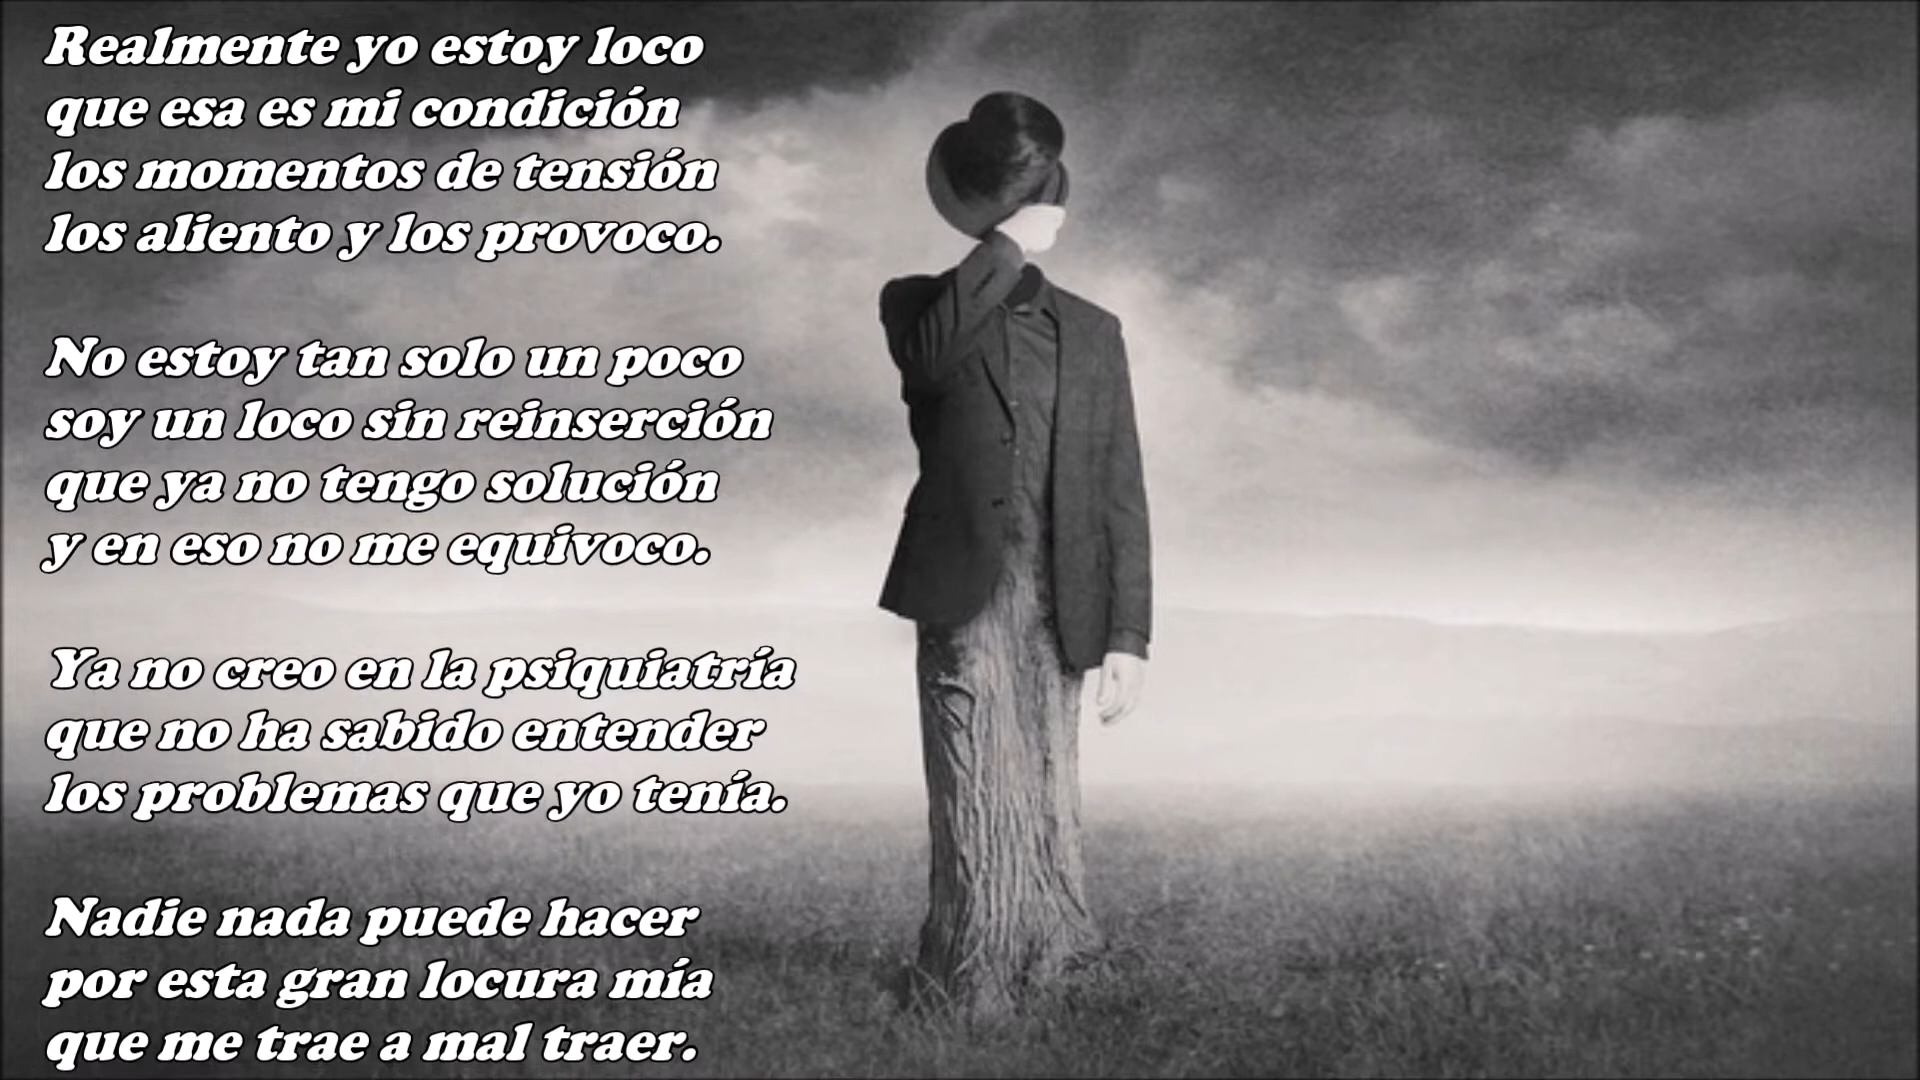 Realmente yo estoy loco
que esa es mi condición
los momentos de tensión
los aliento y los provoco.
No estoy tan solo un poco
soy un loco sin reinserción
que ya no tengo solución
y en eso no me equivoco.
Ya no creo en la psiquiatría
que no ha sabido entender
los problemas que yo tenía.
Nadie nada puede hacer
por esta gran locura mía
que me trae a mal traer.